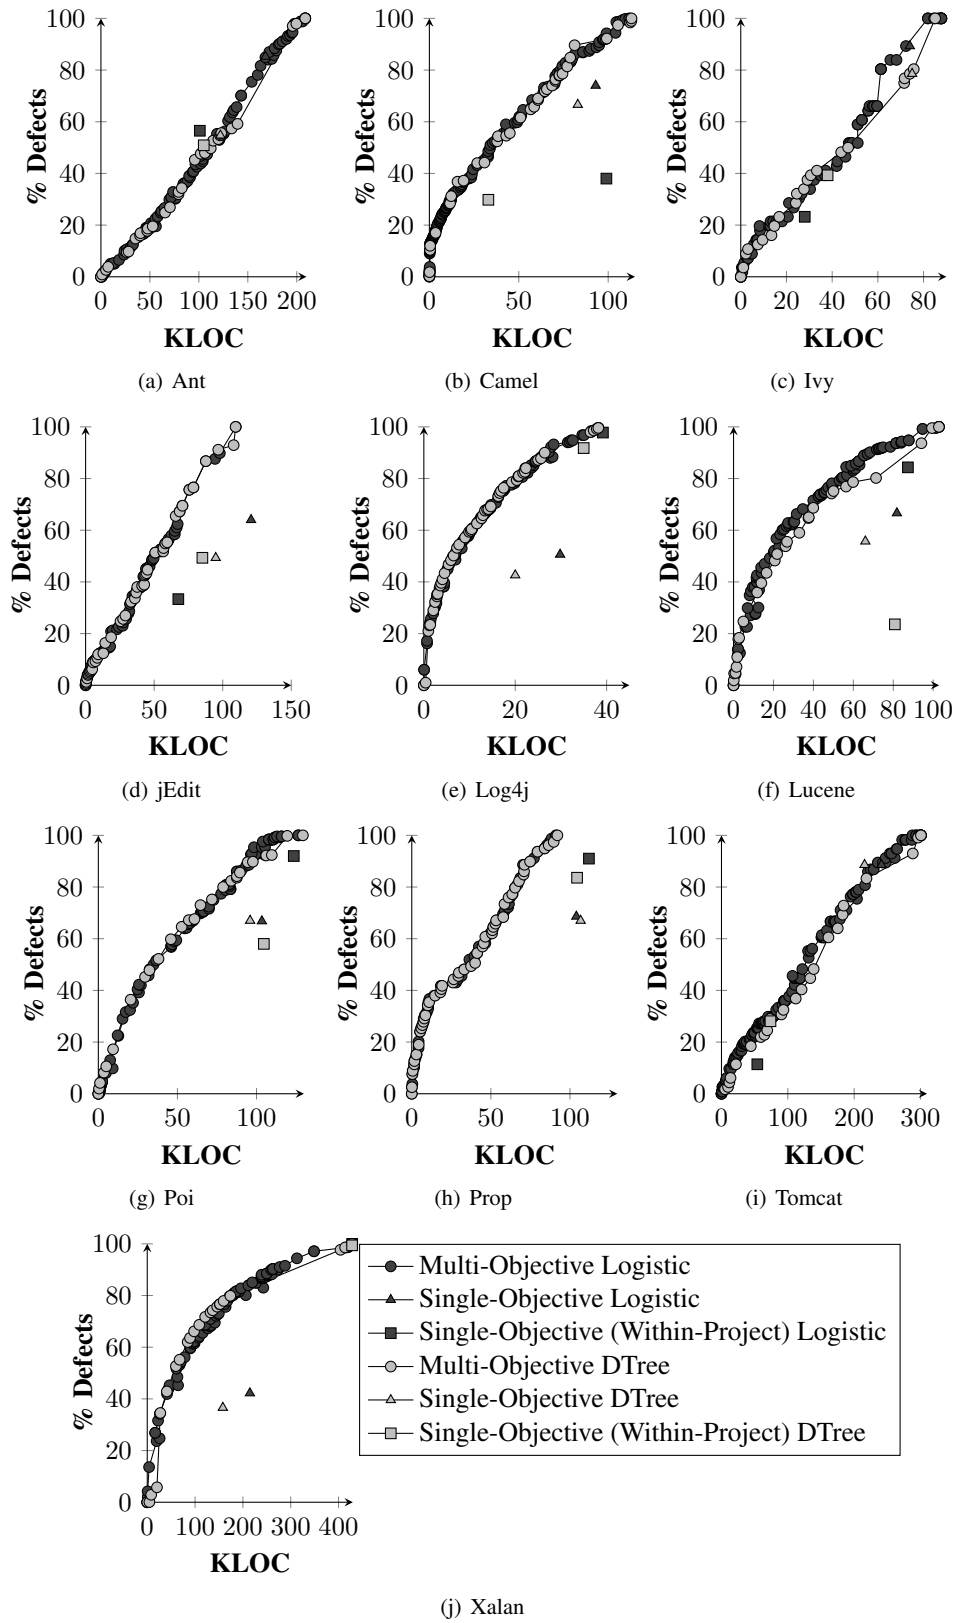 100
80
60
40
20
0
% Defects
0 50 100 150 200
KLOC
(a) Ant
100
80
60
40
20
0
% Defects
0 50 100
KLOC
(b) Camel
100
80
60
40
20
0
% Defects
0 20 40 60 80
KLOC
(c) Ivy
100
80
60
40
20
0
% Defects
0 50 100 150
KLOC
(d) jEdit
100
80
60
40
20
0
% Defects
0 20 40
KLOC
(e) Log4j
100
80
60
40
20
0
% Defects
0 20 40 60 80 100
KLOC
(f) Lucene
100
80
60
40
20
0
% Defects
0 50 100
KLOC
(g) Poi
100
80
60
40
20
0
% Defects
0 50 100
KLOC
(h) Prop
100
80
60
40
20
0
% Defects
0 100 200 300
KLOC
(i) Tomcat
100
80
60
40
20
0
% Defects
0 100 200 300 400
KLOC
Multi-Objective Logistic
Single-Objective Logistic
Single-Objective (Within-Project) Logistic
Multi-Objective DTree
Single-Objective DTree
Single-Objective (Within-Project) DTree
(j) Xalan